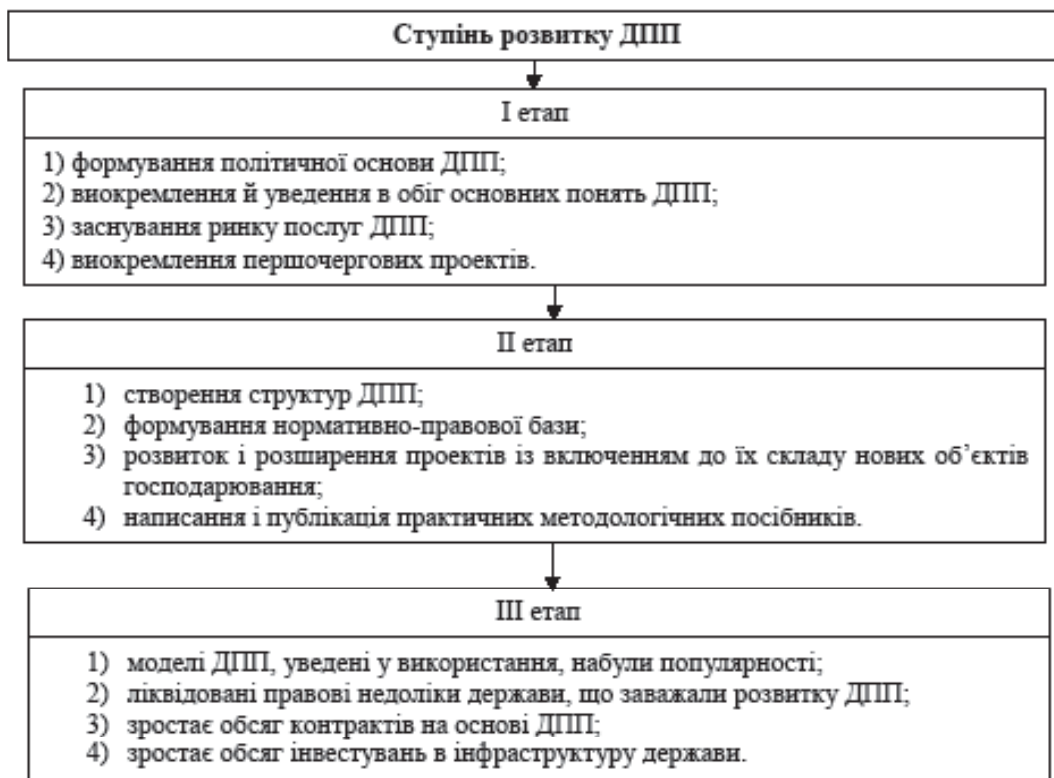 Ступінь розвитку ДПП
І етап
1) формування політичної основи ДПП;
2) виокремлення й уведення в обіг основних понять ДПП;
3) заснування ринку послуг ДПП;
4) виокремлення першочергових проектів.
ІІ етап
1) створення структур ДПП;
2) формування нормативно-правової бази;
3) розвиток і розширення проектів із включенням до їх складу нових об’єктів
господарювання;
4) написання і публікація практичних методологічних посібників.
ІІІ етап
1) моделі ДПП, уведені у використання, набули популярності;
2) ліквідовані правові недоліки держави, що заважали розвитку ДПП;
3) зростає обсяг контрактів на основі ДПП;
4) зростає обсяг інвестувань в інфраструктуру держави.